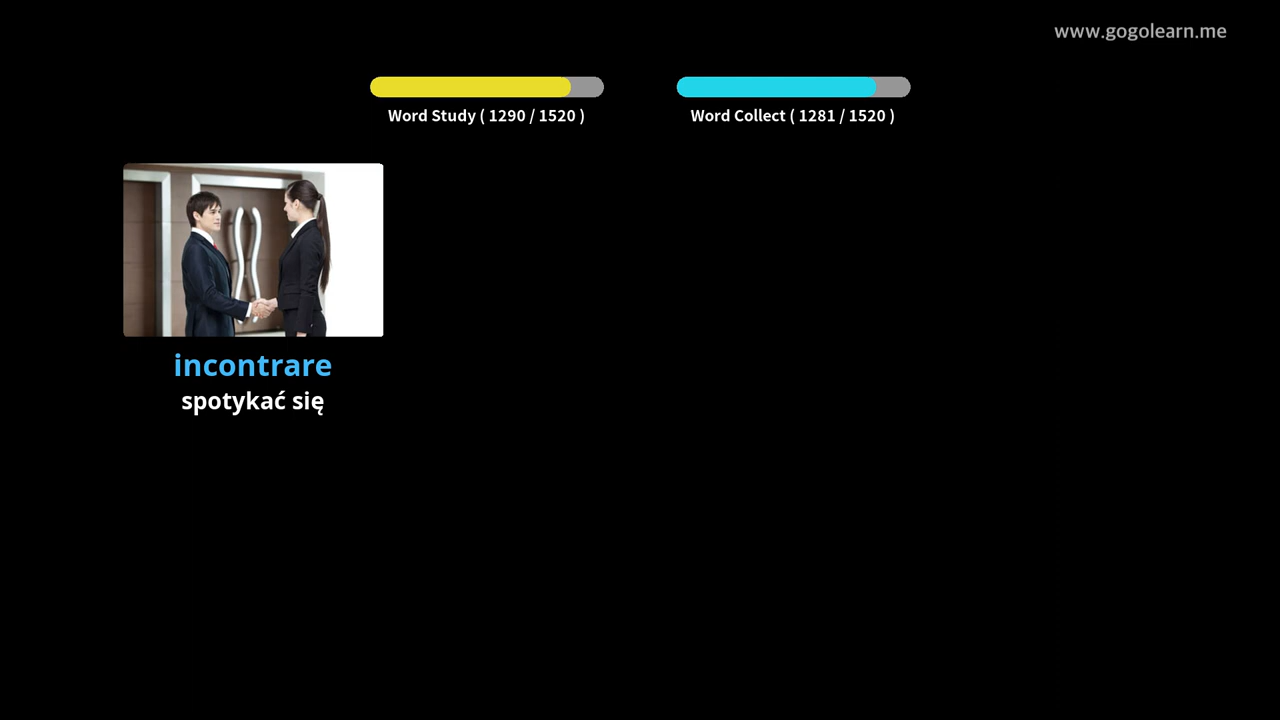 www.gogolearn.me
Word Study ( 1290 / 1520 )
Word Collect ( 1281 / 1520 )
incontrare
spotykać się